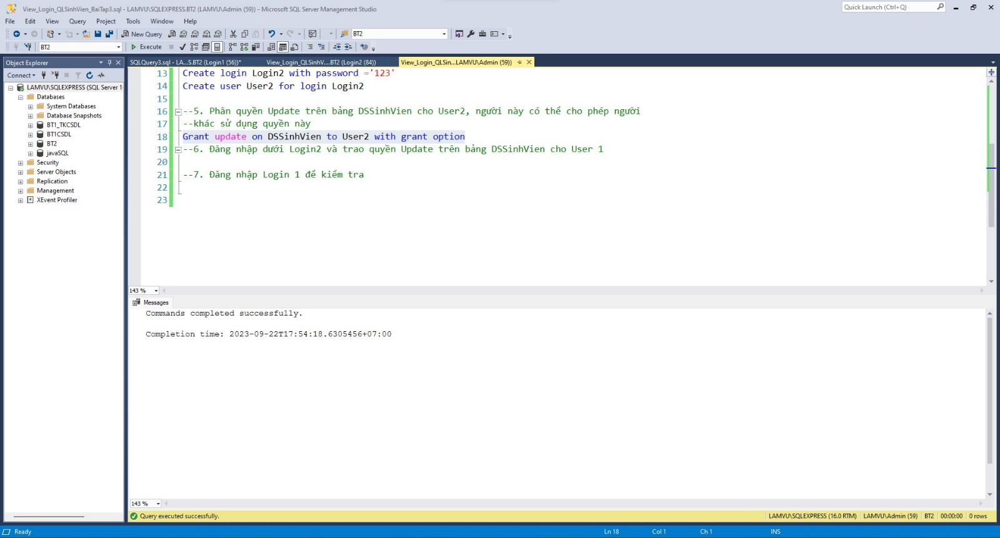 View_Login_QLSinhVien_BaiTap3.sql - LAMVU\SQLEXPRESS.BT2 (LAMVU\Admin (59)) - Microsoft SQL Server Management Studio
Quick Launch (Ctrl+Q)
File Edit View Query Project Tools Window Help
New Query
BT2
BT2
Execute
Object Explorer
SQLQuery3.sql - LA...S.BT2 (Login1 (56))*
View_Login_QLSinhV....BT2 (Login2 (84))
View_Login_QLSin...LAMVU\Admin (59))
Connect
LAMVU\SQLEXPRESS (SQL Server 1
Databases
System Databases
Database Snapshots
BT1_TKCSDL
BT1CSDL
BT2
javaSQL
Security
Server Objects
Replication
Management
XEvent Profiler
13 Create login Login2 with password ='123'
14 Create user User2 for login Login2
15
16 --5. Phân quyền Update trên bảng DSSinhVien cho User2, người này có thể cho phép người
17 --khác sử dụng quyền này
18 Grant update on DSSinhVien to User2 with grant option
19 --6. Đăng nhập dưới Login2 và trao quyền Update trên bảng DSSinhVien cho User 1
20
21 --7. Đăng nhập Login 1 để kiểm tra
22
23
143 %
Messages
Commands completed successfully.
Completion time: 2023-09-22T17:54:18.6305456+07:00
143 %
Query executed successfully.
LAMVU\SQLEXPRESS (16.0 RTM) LAMVU\Admin (59) BT2 00:00:00 0 rows
Ready
Ln 18 Col 1 Ch 1 INS